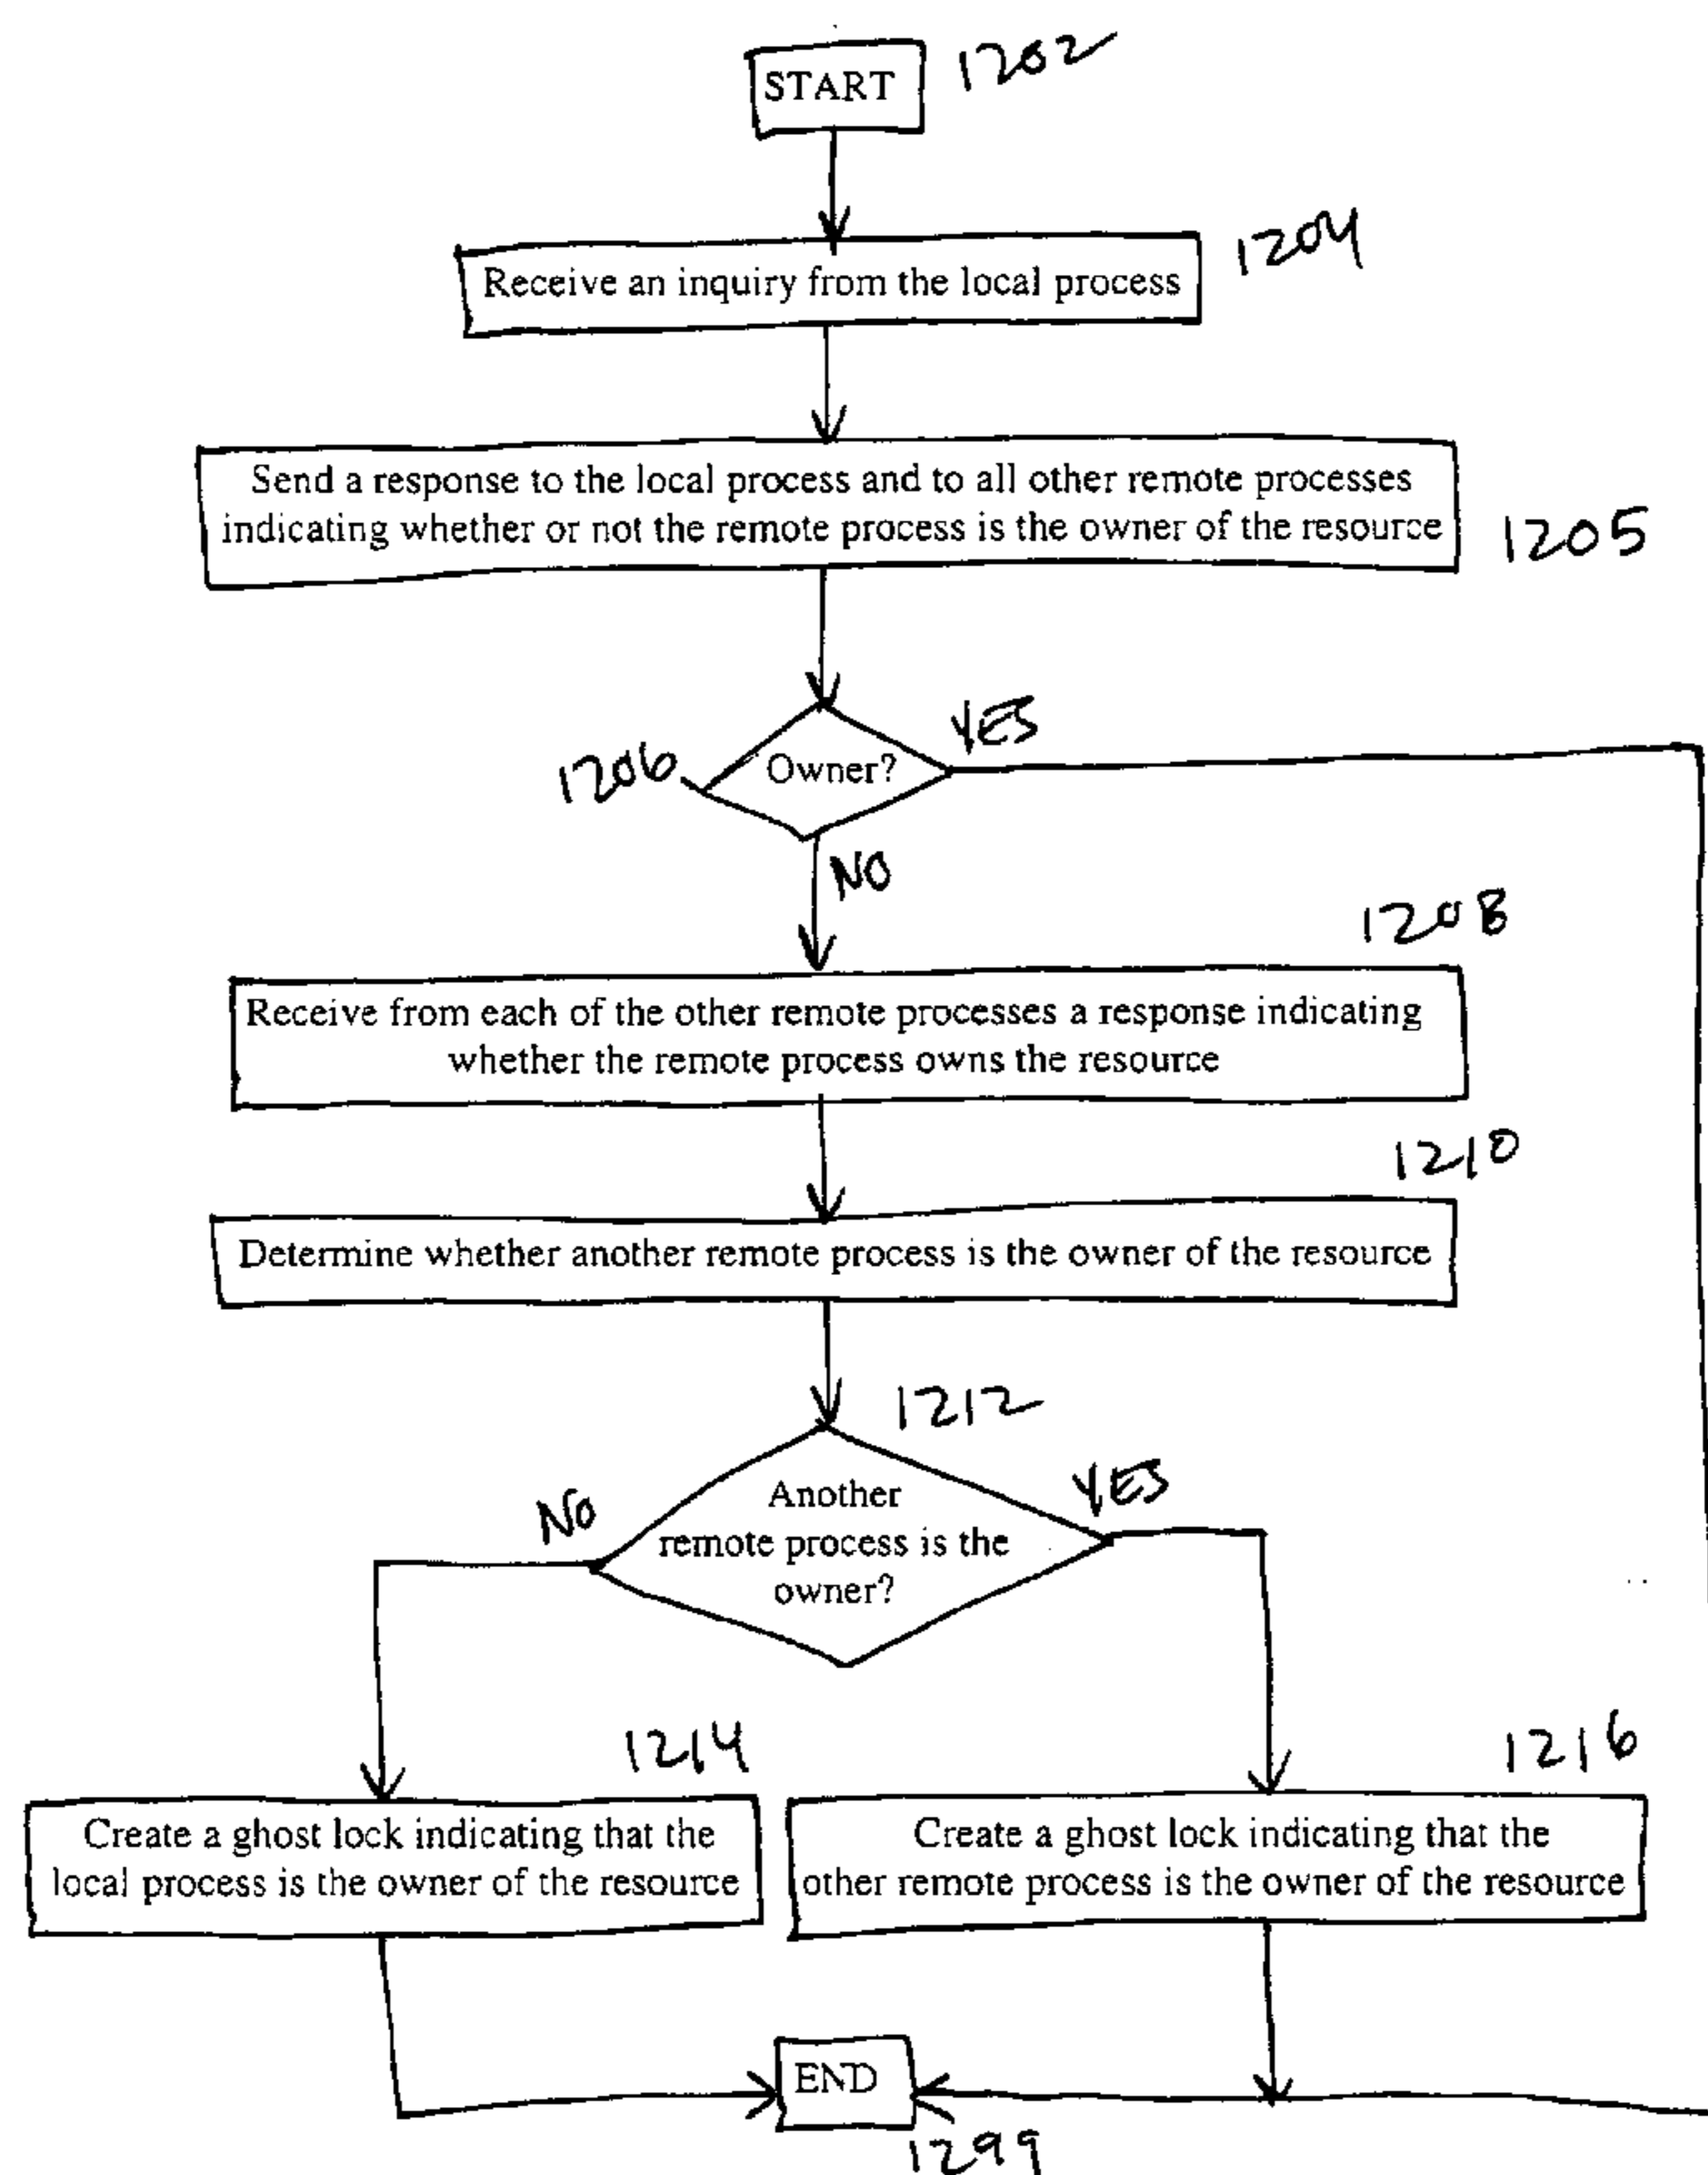 START
1202
Receive an inquiry from the local process
1204
Send a response to the local process and to all other remote processes
indicating whether or not the remote process is the owner of the resource
1205
1206
Owner?
YES
NO
1208
Receive from each of the other remote processes a response indicating
whether the remote process owns the resource
1210
Determine whether another remote process is the owner of the resource
1212
NO
Another
remote process is the
owner?
YES
1214
Create a ghost lock indicating that the
local process is the owner of the resource
1216
Create a ghost lock indicating that the
other remote process is the owner of the resource
END
1299